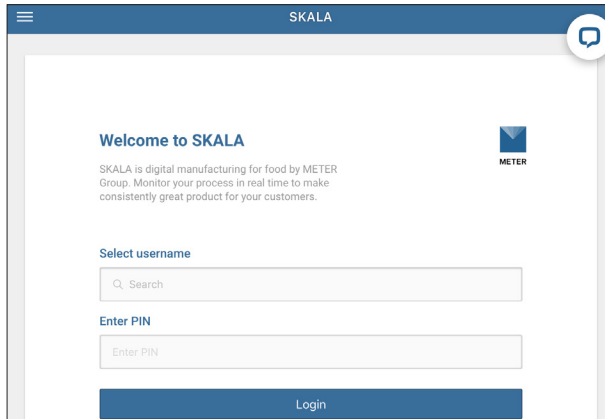 SKALA
Welcome to SKALA
METER
SKALA is digital manufacturing for food by METER
Group. Monitor your process in real time to make
consistently great product for your customers.
Select username
Search
Enter PIN
Enter PIN
Login